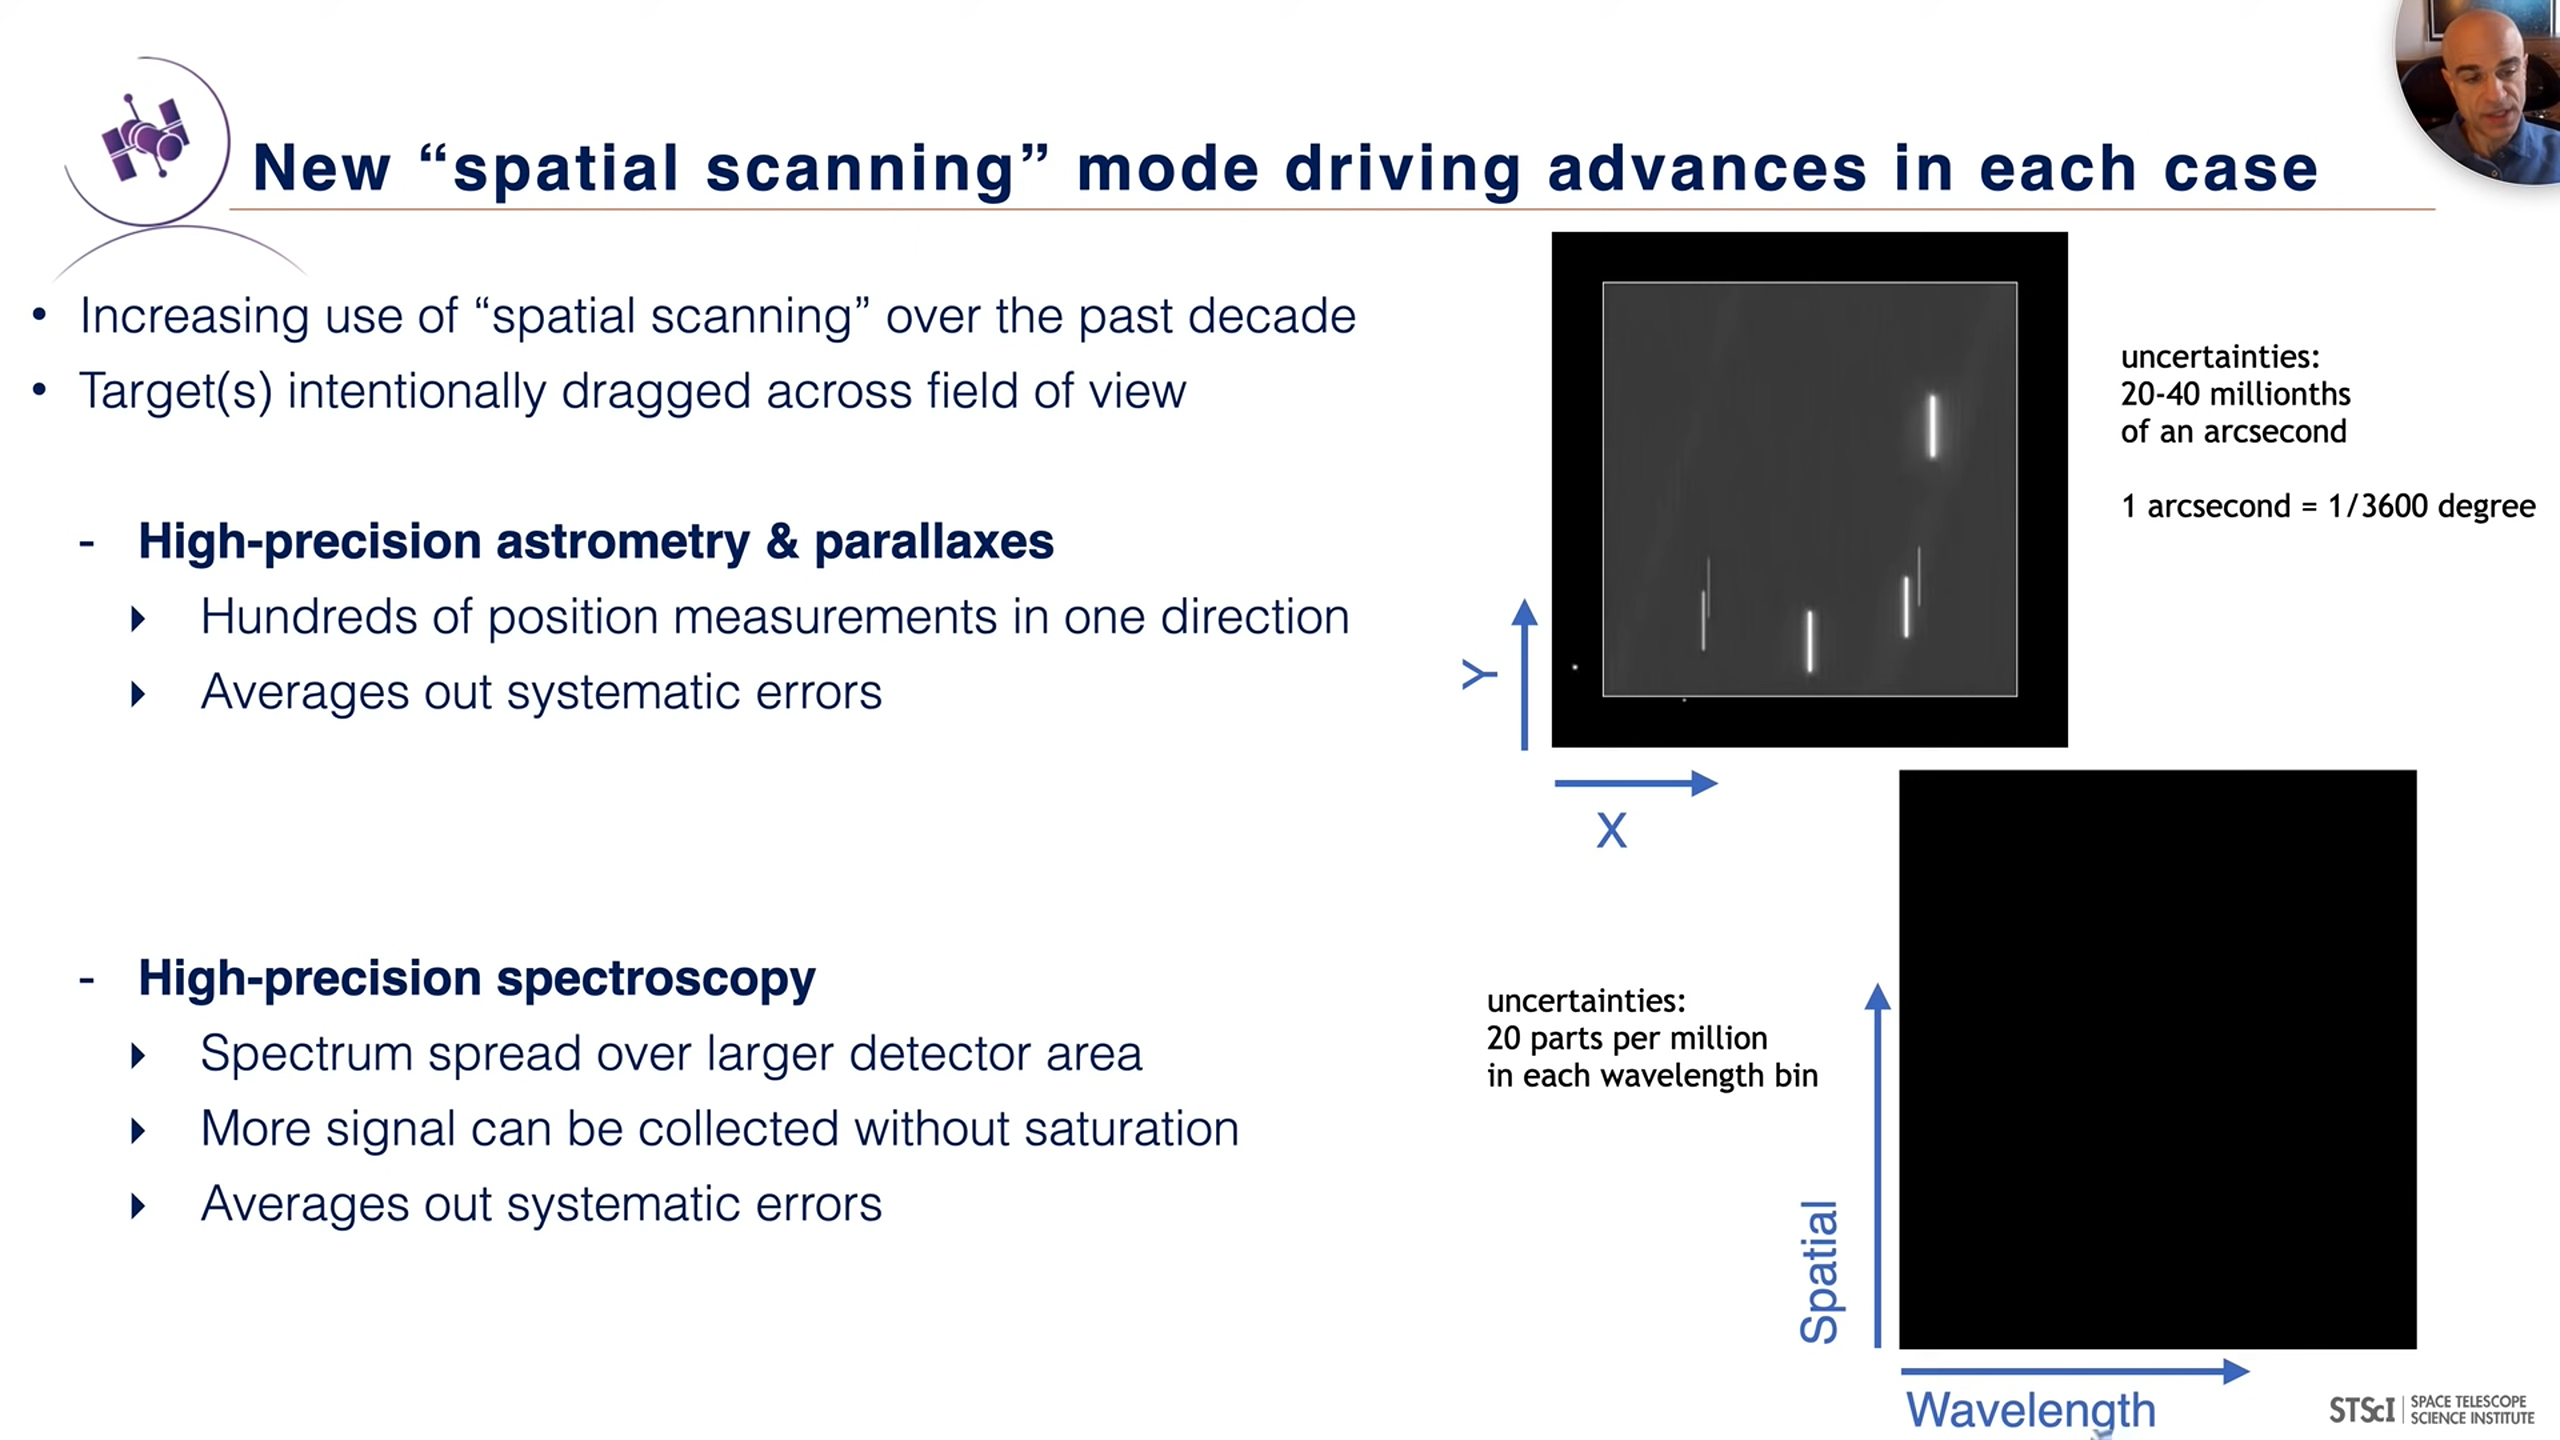 New “spatial scanning” mode driving advances in each case
• Increasing use of “spatial scanning” over the past decade
• Target(s) intentionally dragged across field of view
- High-precision astrometry & parallaxes
Hundreds of position measurements in one direction
Averages out systematic errors
uncertainties:
20-40 millionths
of an arcsecond
1 arcsecond = 1/3600 degree
Y
X
- High-precision spectroscopy
Spectrum spread over larger detector area
More signal can be collected without saturation
Averages out systematic errors
uncertainties:
20 parts per million
in each wavelength bin
Spatial
Wavelength
STScI | SPACE TELESCOPE
SCIENCE INSTITUTE